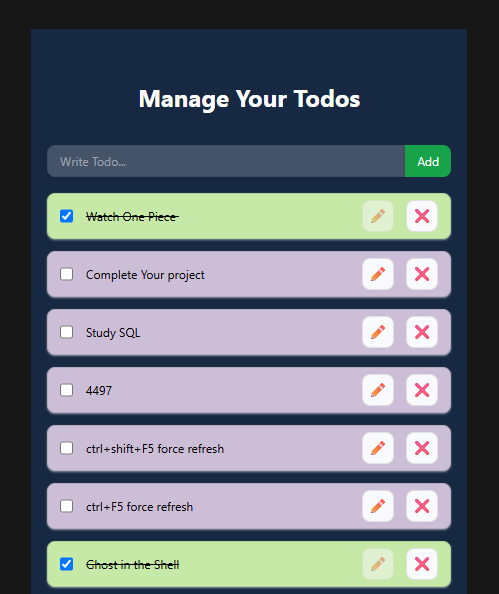 Manage Your Todos
Write Todo...
Add
Watch One Piece
Complete Your project
Study SQL
4497
ctrl+shift+F5 force refresh
ctrl+F5 force refresh
Ghost in the Shell